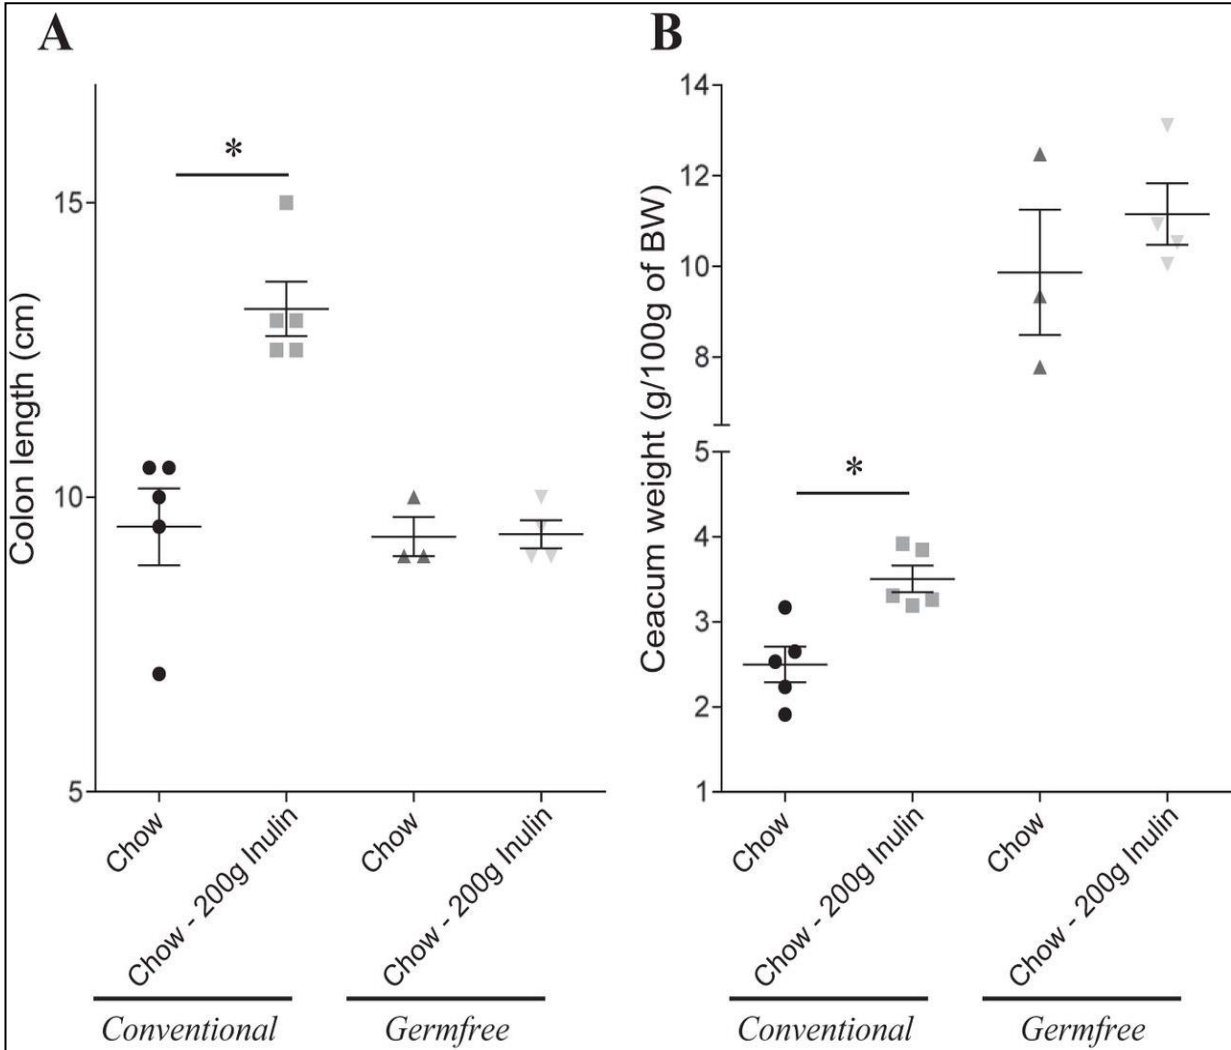 A
Colon length (cm)
15
10
5
*
Chow
Chow - 200g Inulin
Chow
Chow - 200g Inulin
Conventional
Germfree
B
Ceacum weight (g/100g of BW)
14
12
10
8
5
4
3
2
1
*
Chow
Chow - 200g Inulin
Chow
Chow - 200g Inulin
Conventional
Germfree